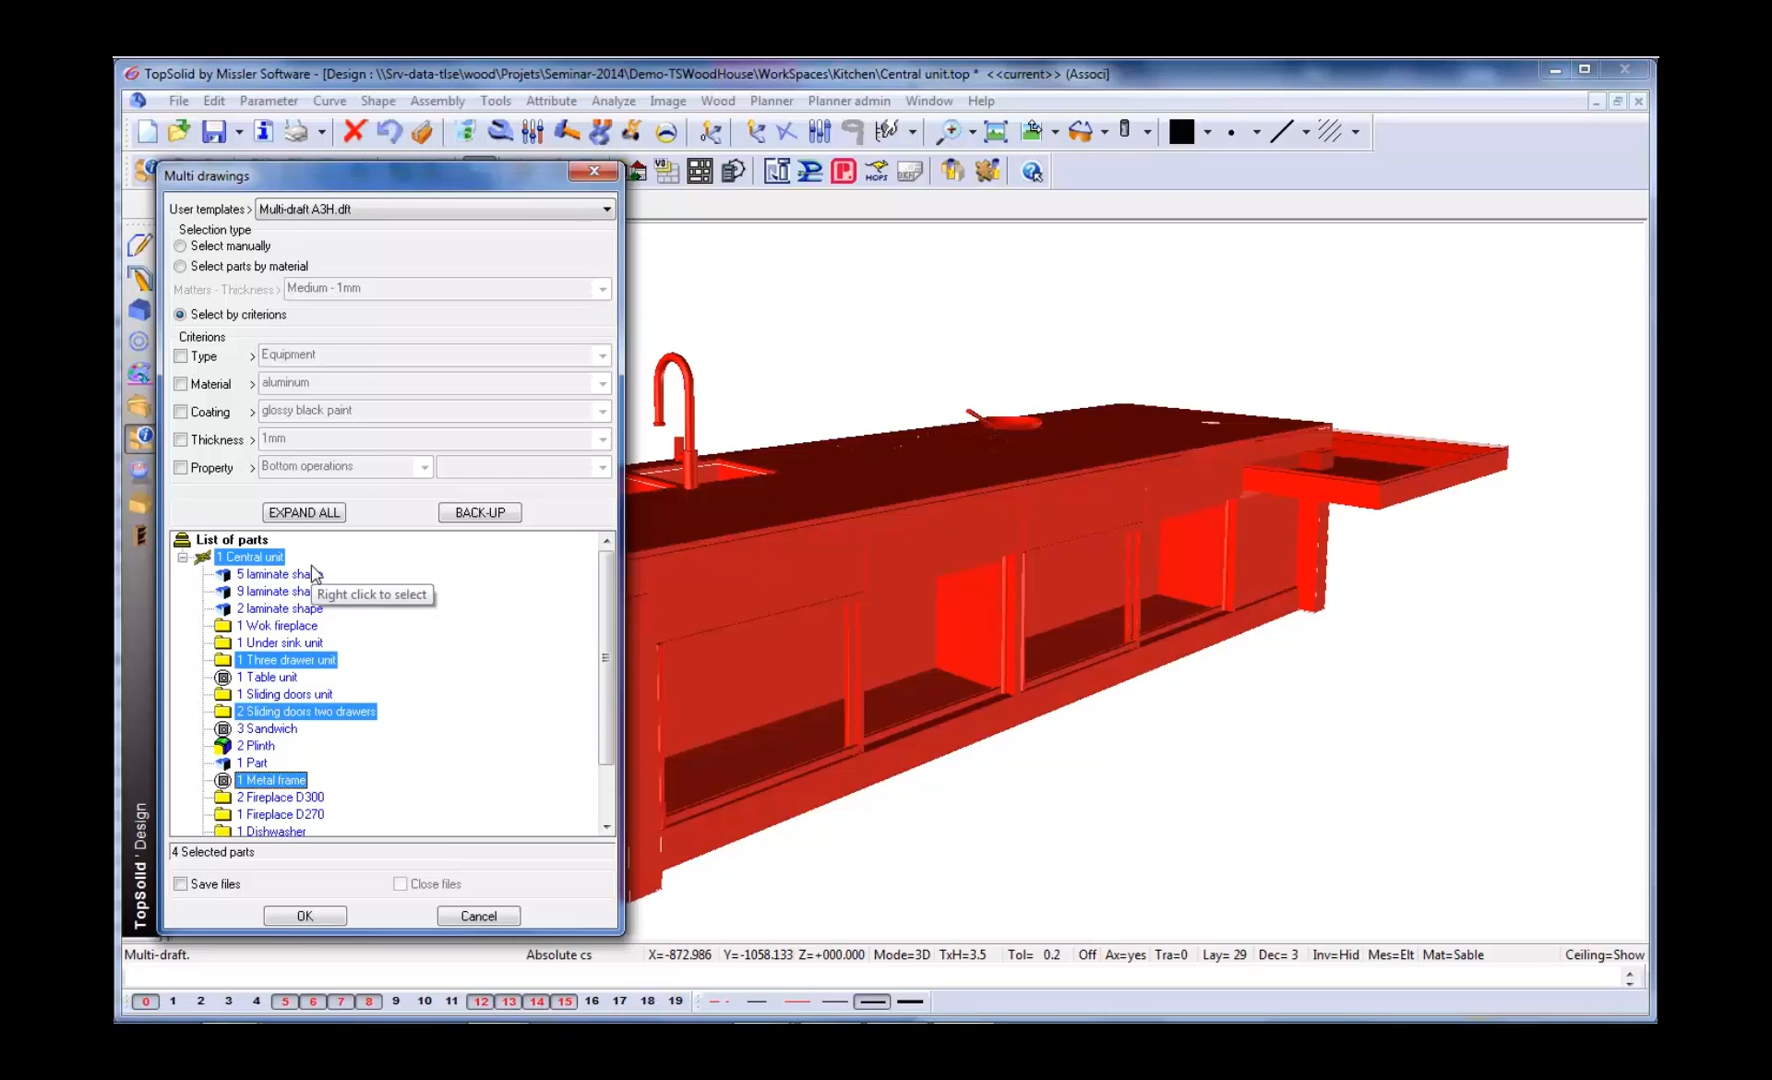 TopSolid by Missler Software - [Design : \\Srv-data-tlse\wood\Projets\Seminar-2014\Demo-TSWoodHouse\WorkSpaces\Kitchen\Central unit.top * <<current>> (Associ]
File Edit Parameter Curve Shape Assembly Tools Attribute Analyze Image Wood Planner Planner admin Window Help
HOPS
DXF
Multi drawings
User templates > Multi-draft A3H.dft
Selection type
Select manually
Select parts by material
Matters - Thickness > Medium - 1mm
Select by criterions
Criterions
Type > Equipment
Material > aluminum
Coating > glossy black paint
Thickness > 1mm
Property > Bottom operations
EXPAND ALL BACK-UP
List of parts
1 Central unit
5 laminate sha
9 laminate sha
Right click to select
2 laminate shape
1 Wok fireplace
1 Under sink unit
1 Three drawer unit
1 Table unit
1 Sliding doors unit
2 Sliding doors two drawers
3 Sandwich
2 Plinth
1 Part
1 Metal frame
2 Fireplace D300
1 Fireplace D270
1 Dishwasher
4 Selected parts
Save files Close files
OK Cancel
TopSolid'Design
Multi-draft. Absolute cs X=-872.986 Y=-1058.133 Z=+000.000 Mode=3D TxH=3.5 Tol= 0.2 Off Ax=yes Tra=0 Lay= 29 Dec= 3 Inv=Hid Mes=Elt Mat=Sable Ceiling=Show
0 1 2 3 4 5 6 7 8 9 10 11 12 13 14 15 16 17 18 19